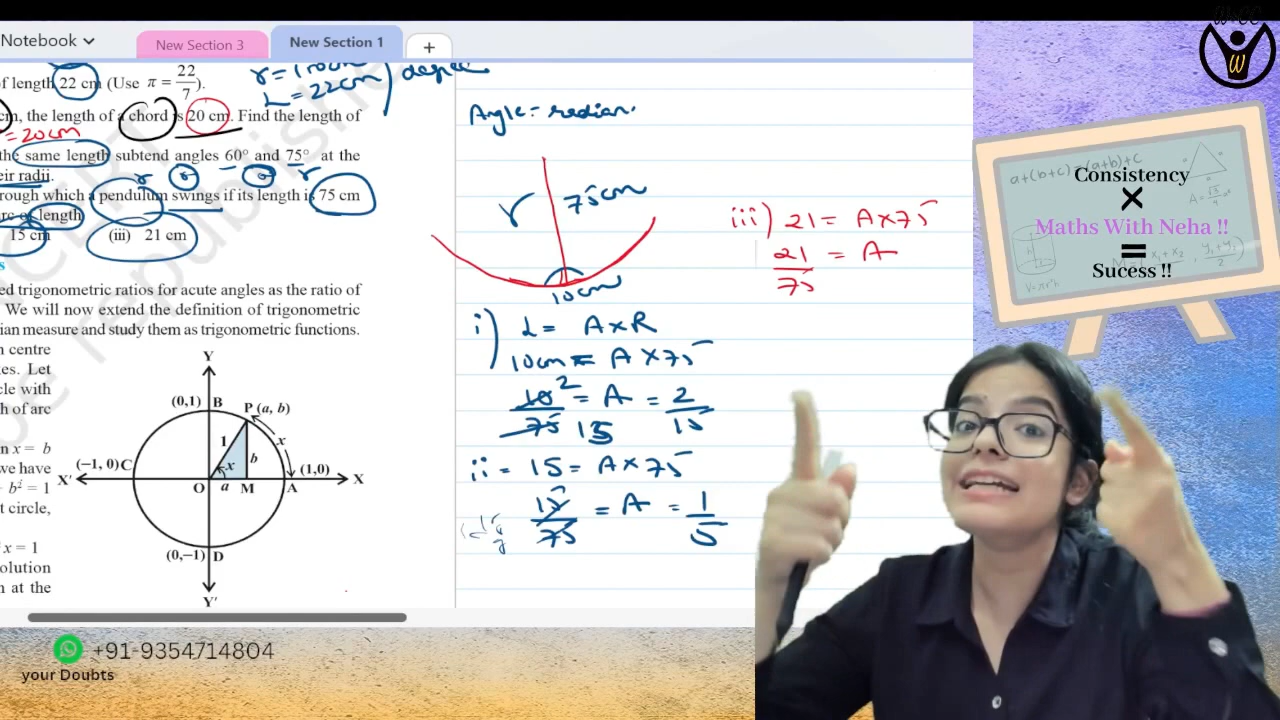 Notebook
New Section 3
New Section 1
+
of length 22 cm (Use π = 22/7).
L = 22cm
degree
cm, the length of a chord is 20 cm. Find the length of
= 20cm
the same length subtend angles 60° and 75° at the
eir radii.
r θ = θ = r
rough which a pendulum swings if its length is 75 cm
arc of length
15 cm (iii) 21 cm
s
ed trigonometric ratios for acute angles as the ratio of
We will now extend the definition of trigonometric
ian measure and study them as trigonometric functions.
n centre
es. Let
cle with
h of arc
n x = b
we have
b² = 1
t circle,
x = 1
olution
n at the
Y
(0,1) B
P (a, b)
1
x
b
x
(−1, 0) C
(1,0)
X'
X
O a M A
(0,−1) D
Y'
Angle = redian.
r 75cm
10cm
i) L = A×R
10cm = A×75
10/75 2/15 = A = 2/15
ii = 15 = A×75
15/75 = A = 1/5
iii) 21 = A×75
21/75 = A
a+(b+c)=(a+b)+c
Consistency
×
Maths With Neha !!
=
Sucess !!
V=πr²h
W
+91-9354714804
your Doubts